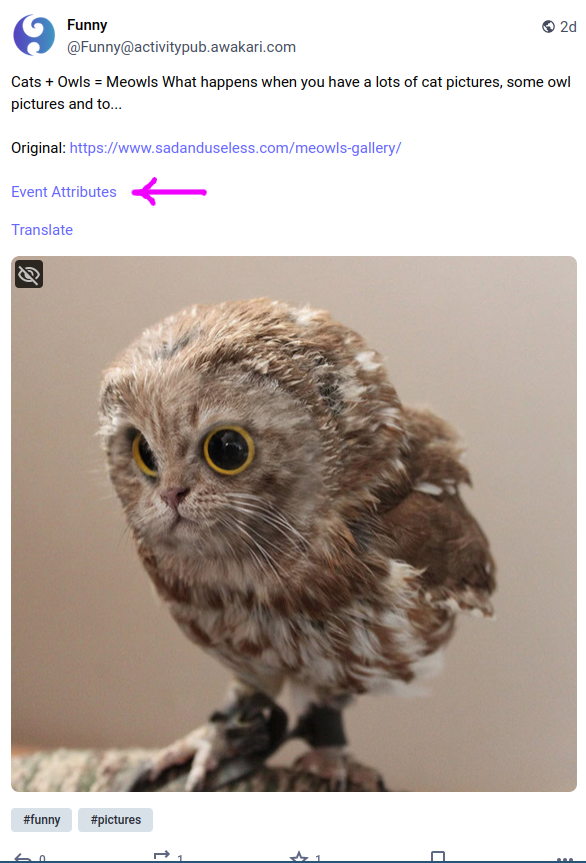 Funny
2d
@Funny@activitypub.awakari.com
Cats + Owls = Meowls What happens when you have a lots of cat pictures, some owl
pictures and to...
Original: https://www.sadanduseless.com/meowls-gallery/
Event Attributes
Translate
#funny
#pictures
0
1
1